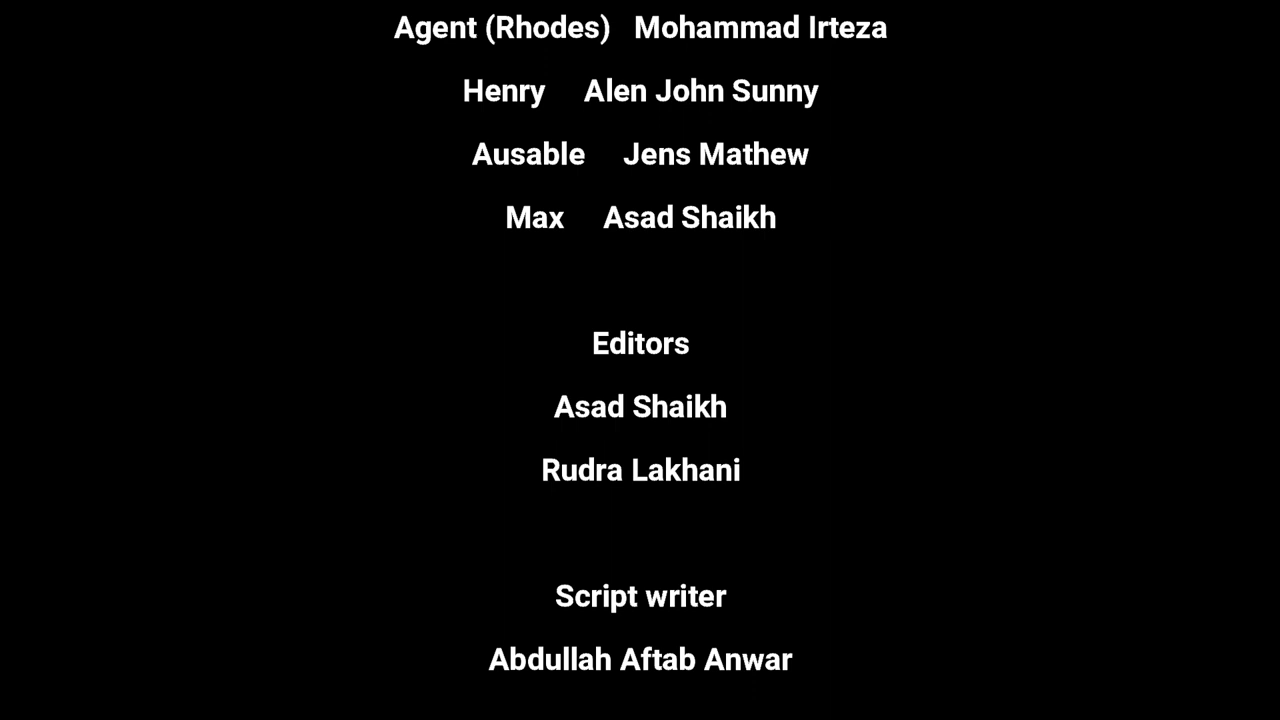 Agent (Rhodes) Mohammad Irteza
Henry Alen John Sunny
Ausable Jens Mathew
Max Asad Shaikh
Editors
Asad Shaikh
Rudra Lakhani
Script writer
Abdullah Aftab Anwar